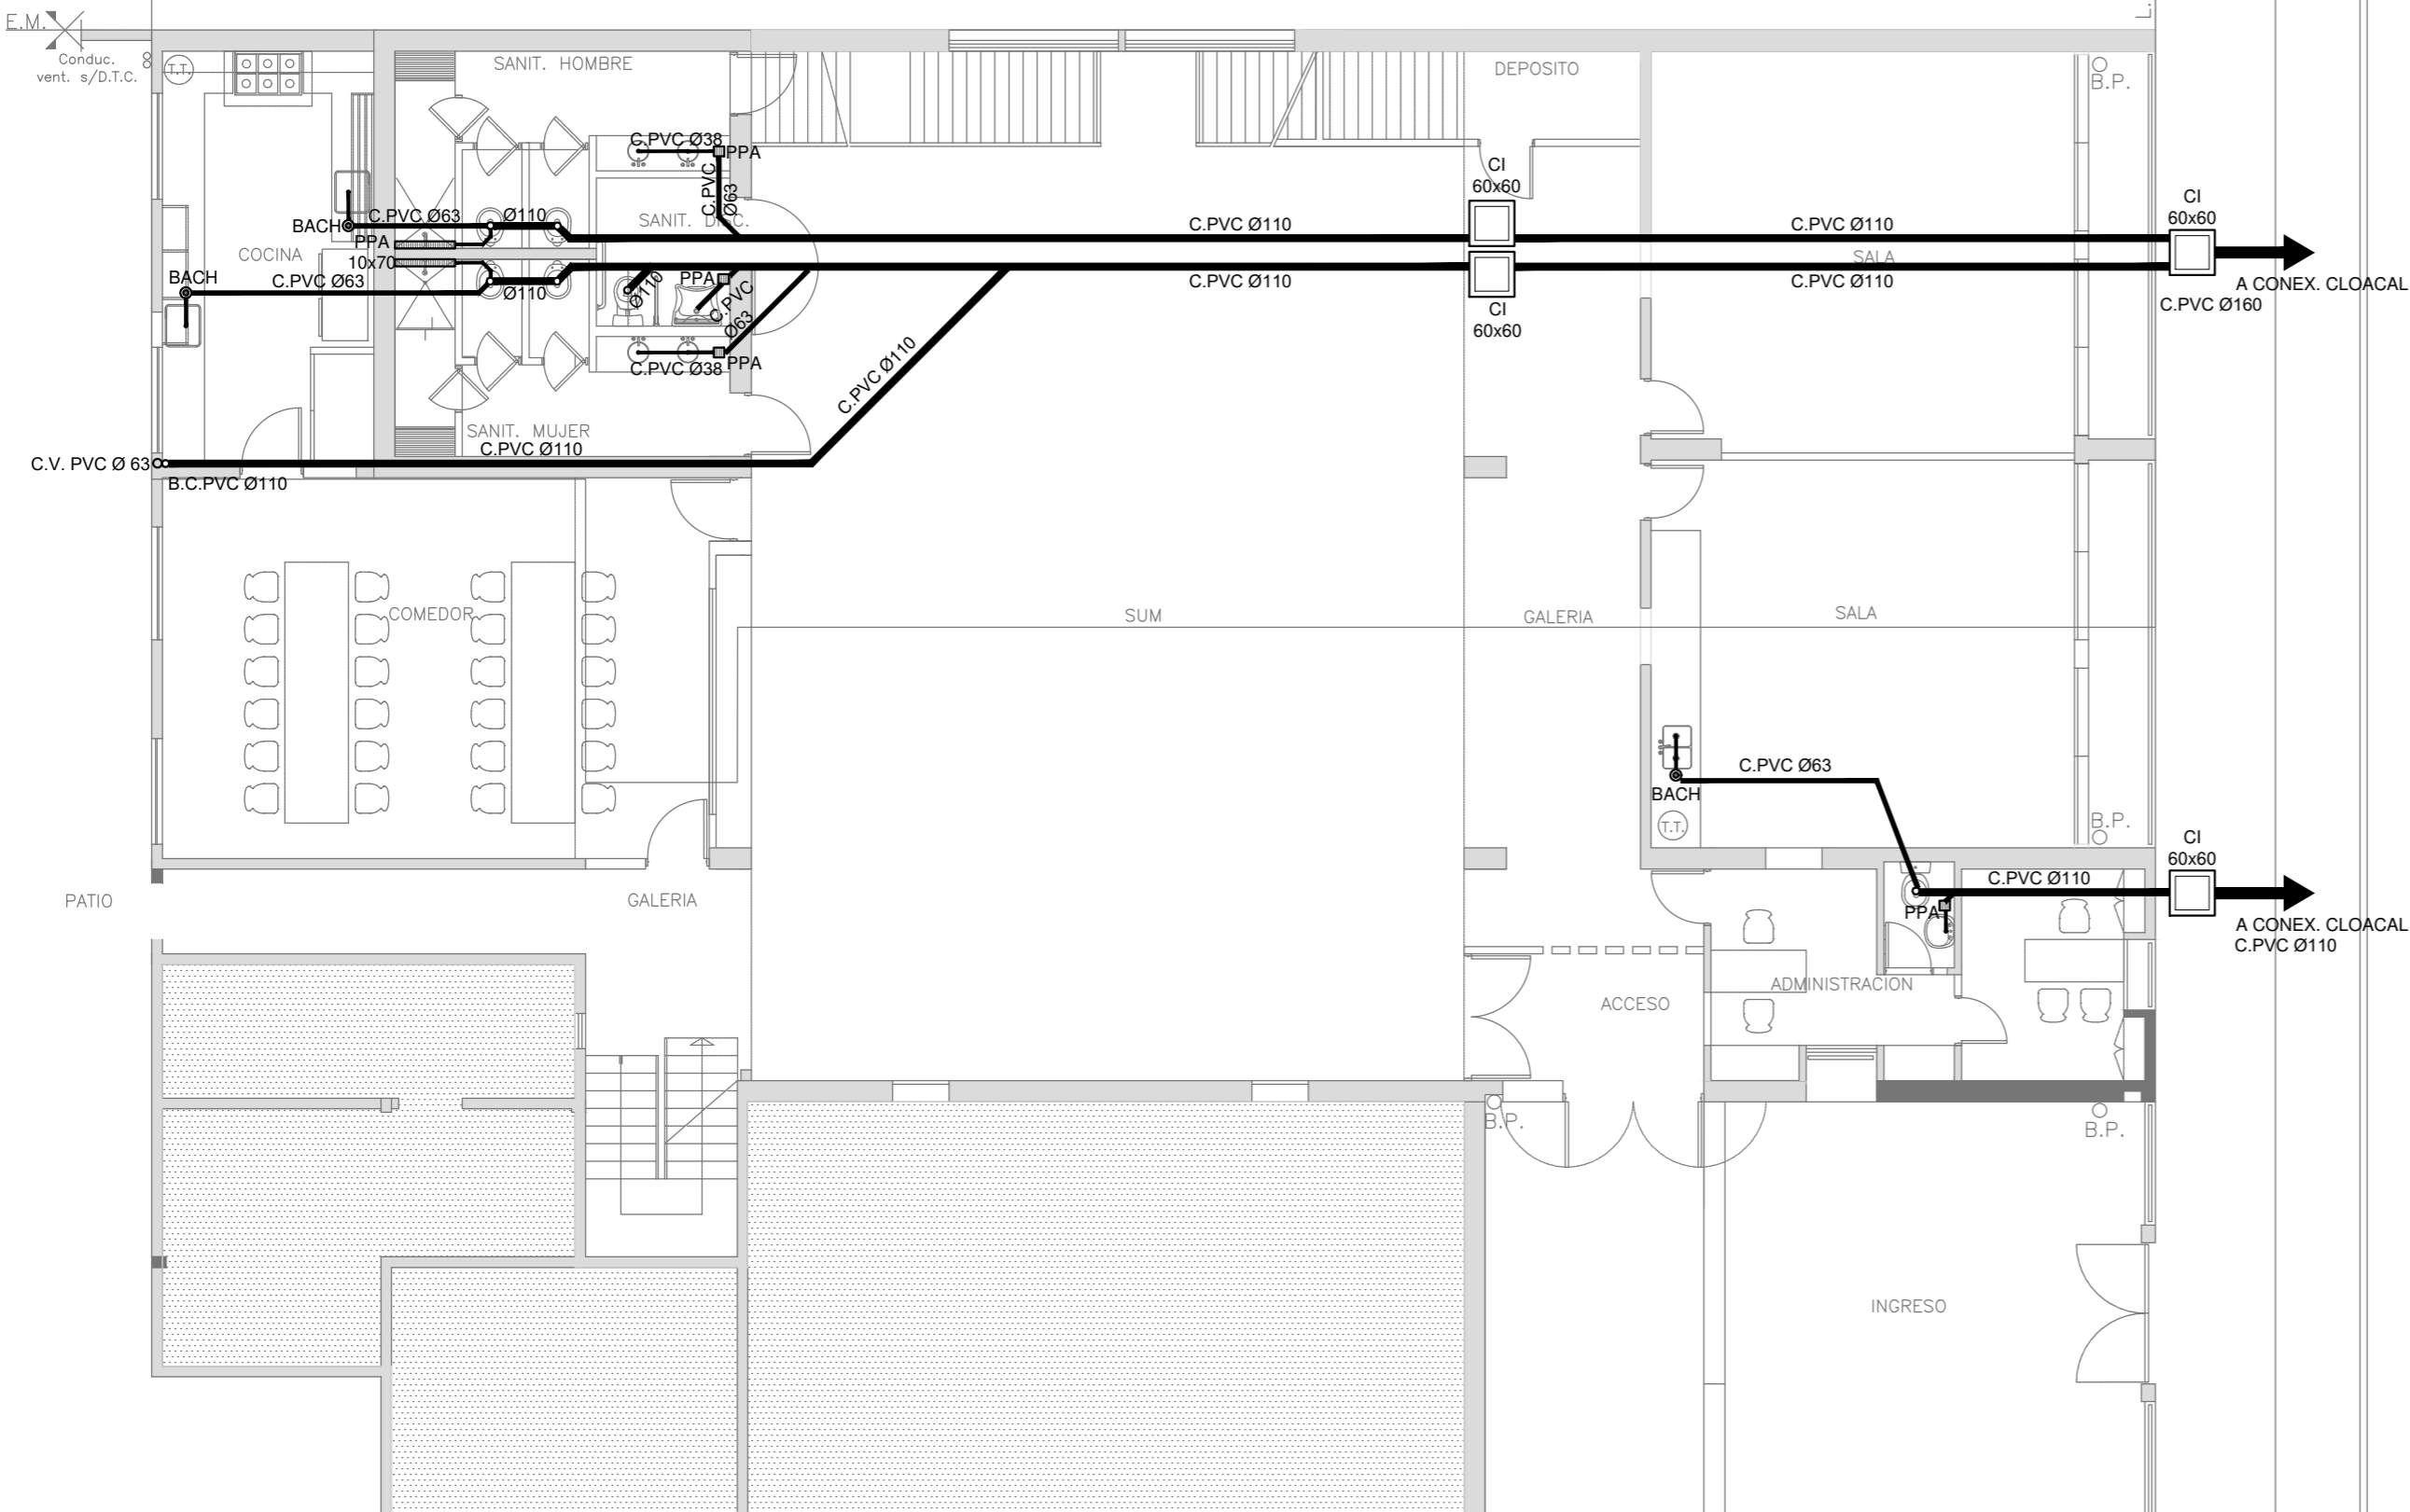 E.M.
Conduc.
vent. s/D.T.C.
T.T.
SANIT. HOMBRE
DEPOSITO
B.P.
L.
C.PVC Ø38
PPA
C.PVC
Ø63
CI
60x60
CI
60x60
BACH
C.PVC Ø63
Ø110
SANIT. DISC.
C.PVC Ø110
C.PVC Ø110
PPA
10x70
COCINA
SALA
BACH
C.PVC Ø63
Ø110
Ø110
PPA
C.PVC
Ø63
C.PVC Ø110
C.PVC Ø110
A CONEX. CLOACAL
C.PVC Ø160
CI
60x60
C.PVC Ø38
PPA
C.PVC Ø110
SANIT. MUJER
C.PVC Ø110
C.V. PVC Ø 63
B.C.PVC Ø110
COMEDOR
SUM
GALERIA
SALA
C.PVC Ø63
BACH
T.T.
B.P.
CI
60x60
C.PVC Ø110
PPA
A CONEX. CLOACAL
C.PVC Ø110
PATIO
GALERIA
ADMINISTRACION
ACCESO
B.P.
B.P.
INGRESO